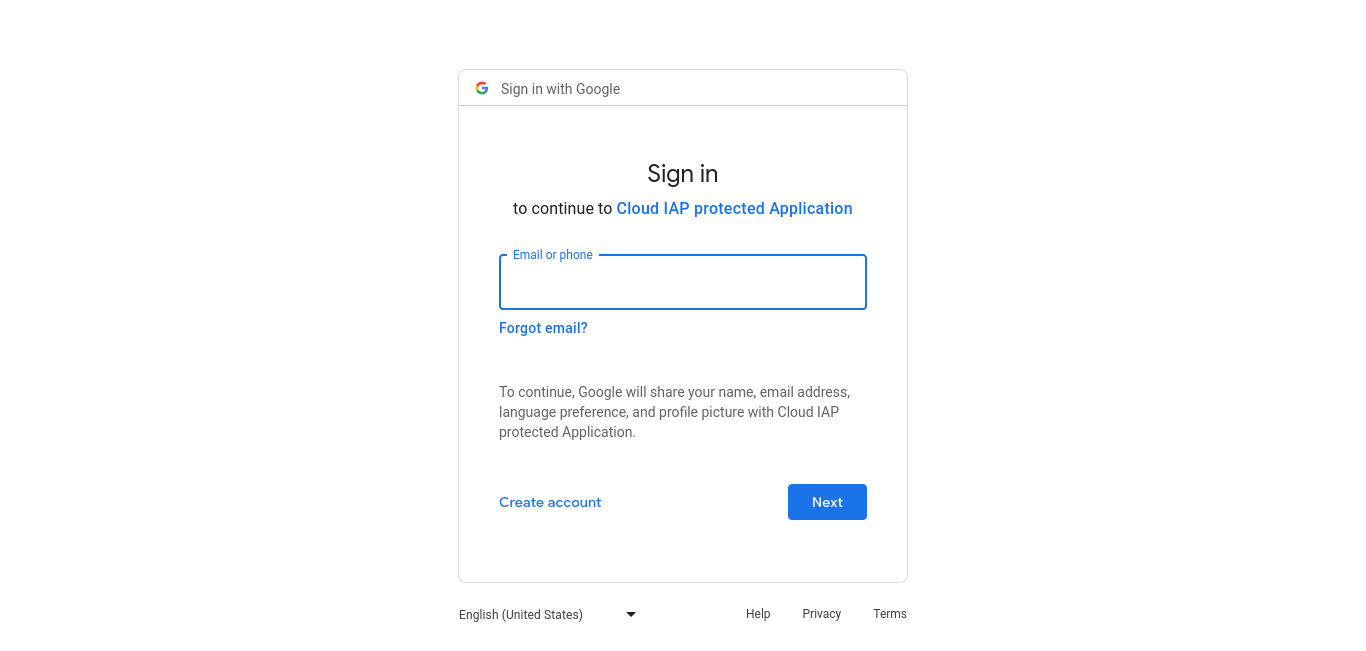 Sign in with Google
Sign in
to continue to Cloud IAP protected Application
Email or phone
Forgot email?
To continue, Google will share your name, email address,
language preference, and profile picture with Cloud IAP
protected Application.
Create account
Next
English (United States)
Help
Privacy
Terms